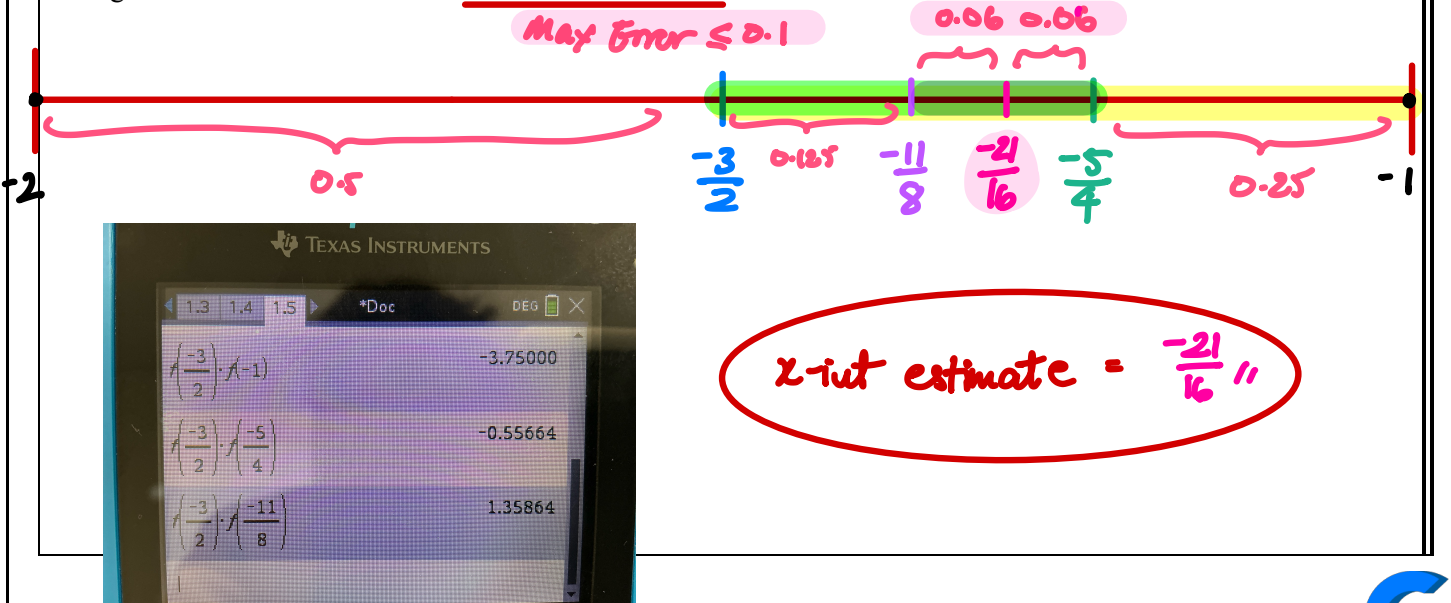 Max Error ≤ 0.1
0.06 0.06
-2
0.5
-3/2
0.125
-11/8
-21/16
-5/4
0.25
-1
TEXAS INSTRUMENTS
1.3 1.4 1.5 *Doc DEG
f(-3/2)·f(-1) -3.75000
f(-3/2)·f(-5/4) -0.55664
f(-3/2)·f(-11/8) 1.35864
x-int estimate = -21/16 //